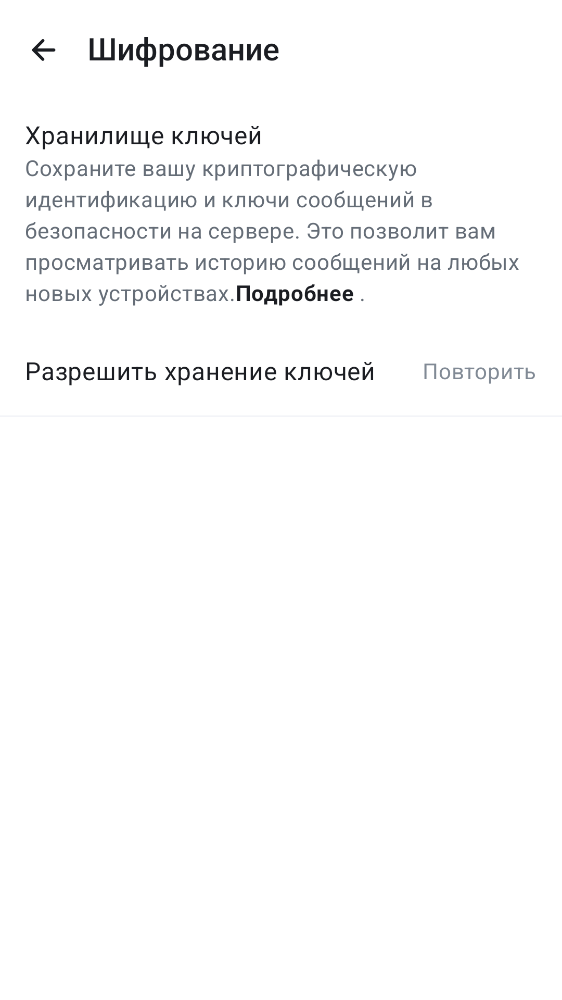 Шифрование
Хранилище ключей
Сохраните вашу криптографическую
идентификацию и ключи сообщений в
безопасности на сервере. Это позволит вам
просматривать историю сообщений на любых
новых устройствах.Подробнее .
Разрешить хранение ключей Повторить